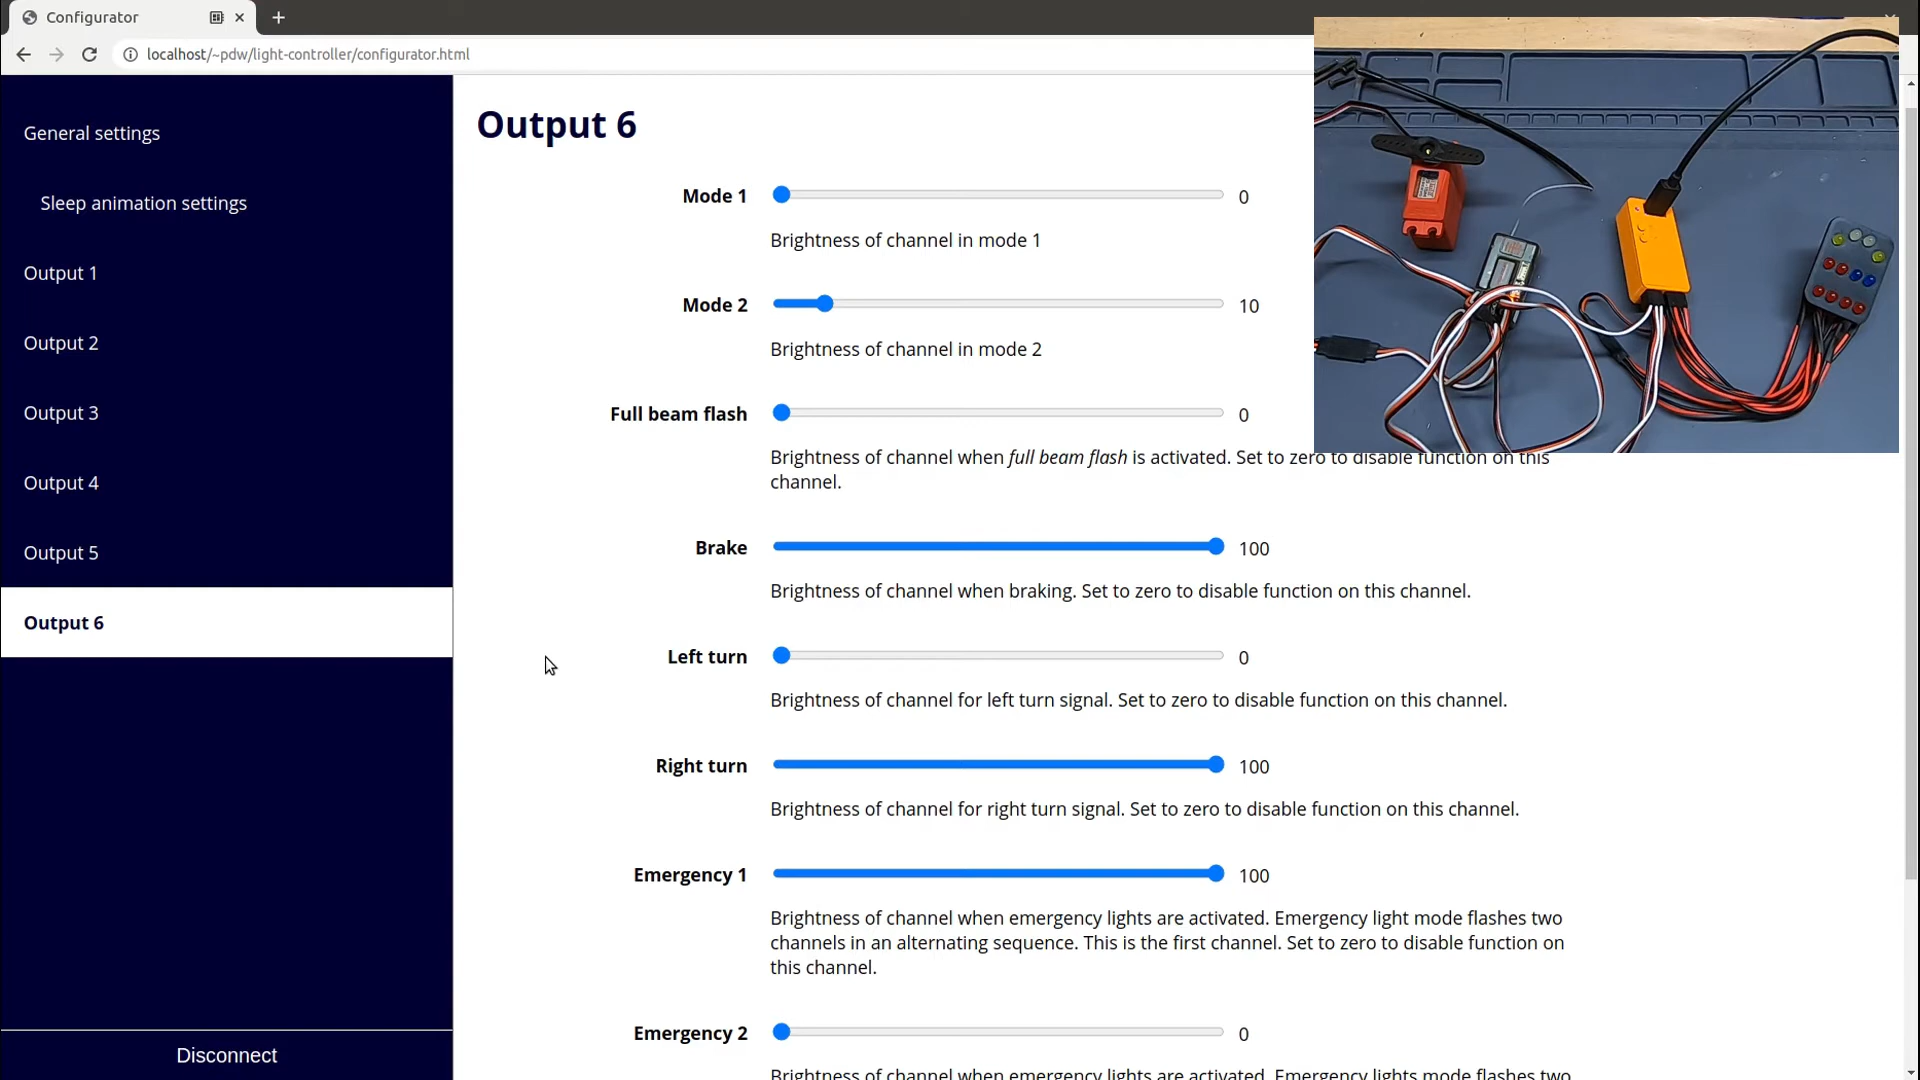 Configurator
localhost/~pdw/light-controller/configurator.html
General settings
Sleep animation settings
Output 1
Output 2
Output 3
Output 4
Output 5
Output 6
Disconnect
Output 6
Mode 1
0
Brightness of channel in mode 1
Mode 2
10
Brightness of channel in mode 2
Full beam flash
0
Brightness of channel when full beam flash is activated. Set to zero to disable function on this
channel.
Brake
100
Brightness of channel when braking. Set to zero to disable function on this channel.
Left turn
0
Brightness of channel for left turn signal. Set to zero to disable function on this channel.
Right turn
100
Brightness of channel for right turn signal. Set to zero to disable function on this channel.
Emergency 1
100
Brightness of channel when emergency lights are activated. Emergency light mode flashes two
channels in an alternating sequence. This is the first channel. Set to zero to disable function on
this channel.
Emergency 2
0
Brightness of channel when emergency lights are activated. Emergency lights mode flashes two